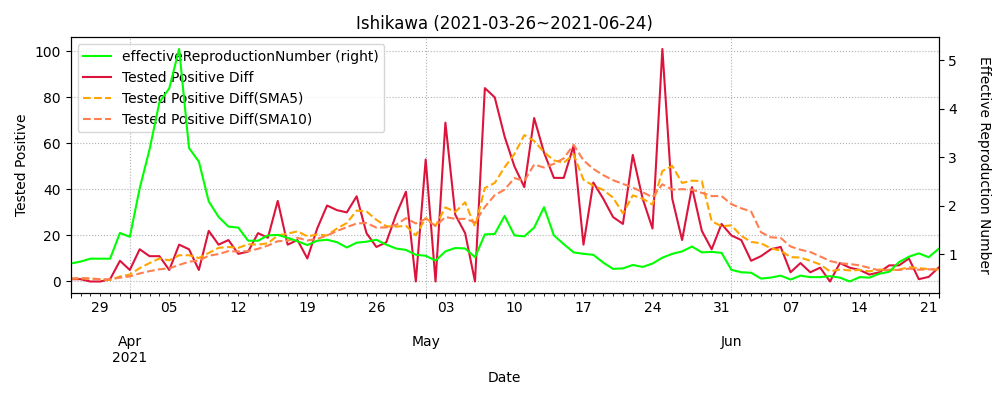 Ishikawa (2021-03-26~2021-06-24)
effectiveReproductionNumber (right)
Tested Positive Diff
Tested Positive Diff(SMA5)
Tested Positive Diff(SMA10)
Tested Positive
100
80
60
40
20
0
Effective Reproduction Number
5
4
3
2
1
29 05 12 19 26 03 10 17 24 31 07 14 21
Apr May Jun
2021
Date